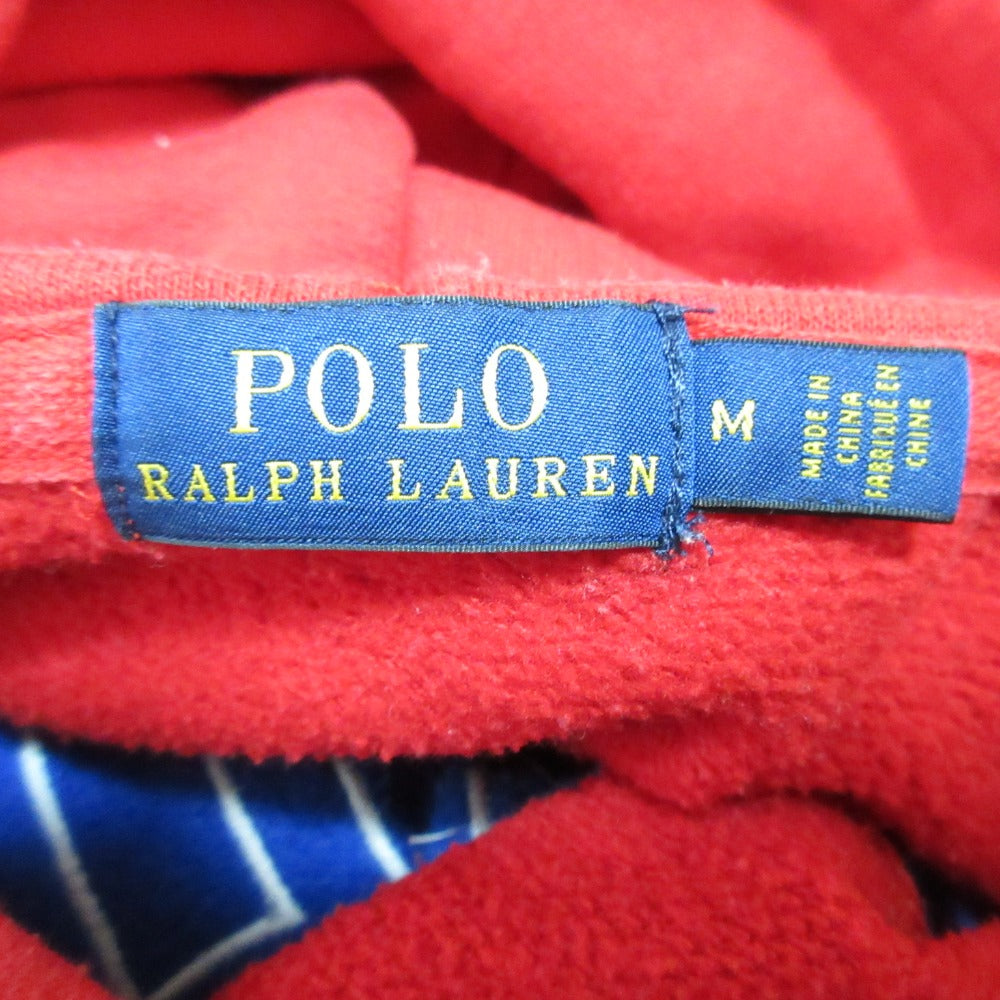 POLO
RALPH LAUREN
M
MADE IN
CHINA
FABRIQUÉ EN
CHINE